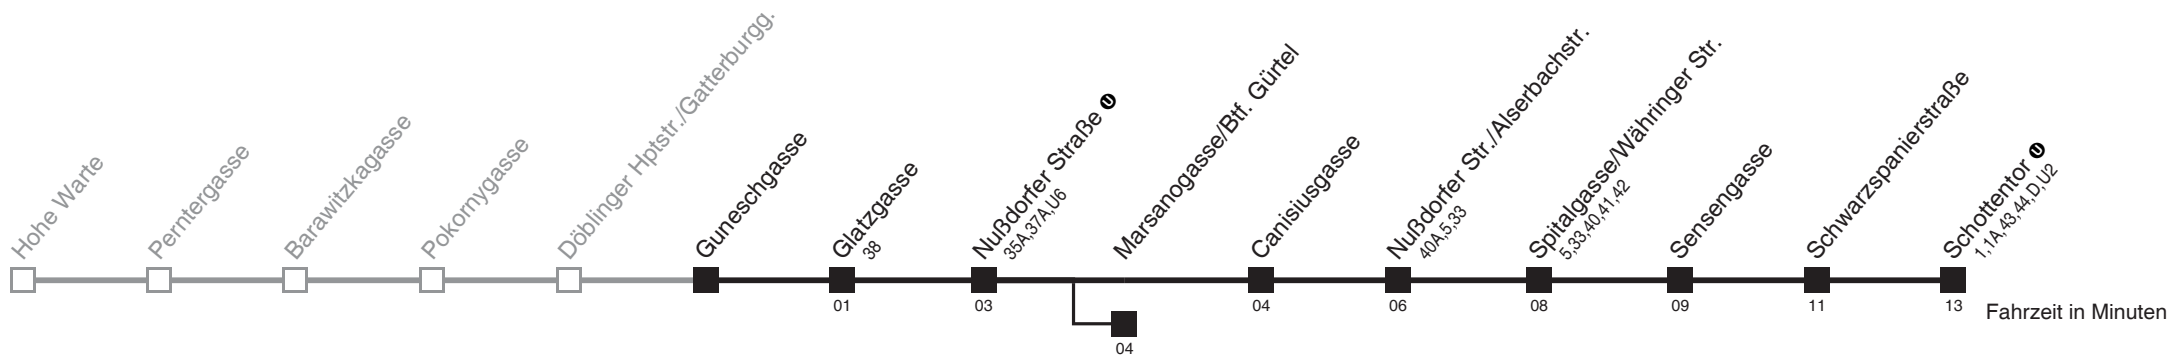 Hohe Warte
Perntergasse
Barawitzkagasse
Pokornygasse
Döblinger Hptstr./Gatterburgg.
Guneschgasse
Glatzgasse
38
Nußdorfer Straße U
35A,37A,U6
Marsanogasse/Btf. Gürtel
Canisiusgasse
Nußdorfer Str./Alserbachstr.
40A,5,33
Spitalgasse/Währinger Str.
5,33,40,41,42
Sensengasse
Schwarzspanierstraße
Schottentor U
1,1A,43,44,D,U2
01
03
04
06
08
09
11
13
Fahrzeit in Minuten
04